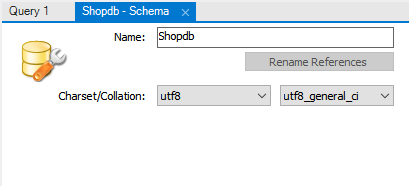 Query 1 Shopdb - Schema ×
Name: Shopdb
Rename References
Charset/Collation: utf8 utf8_general_ci